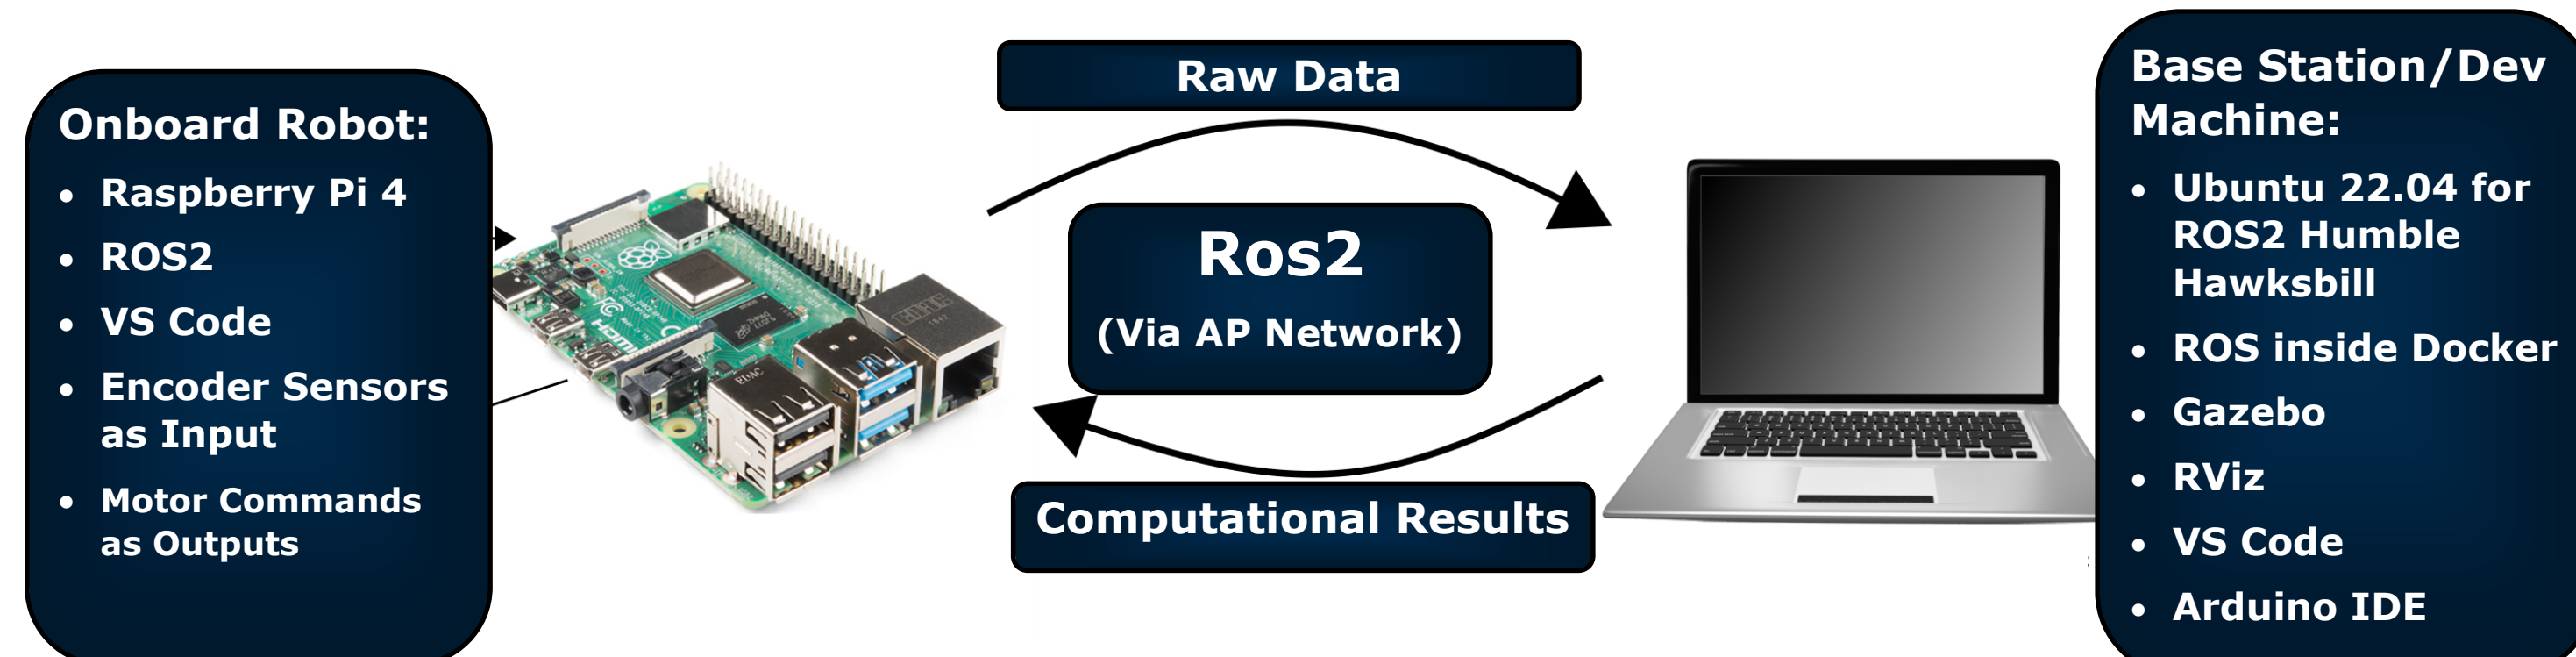 Onboard Robot:
• Raspberry Pi 4
• ROS2
• VS Code
• Encoder Sensors
as Input
• Motor Commands
as Outputs
Raw Data
Ros2
(Via AP Network)
Computational Results
Base Station/Dev
Machine:
• Ubuntu 22.04 for
ROS2 Humble
Hawksbill
• ROS inside Docker
• Gazebo
• RViz
• VS Code
• Arduino IDE